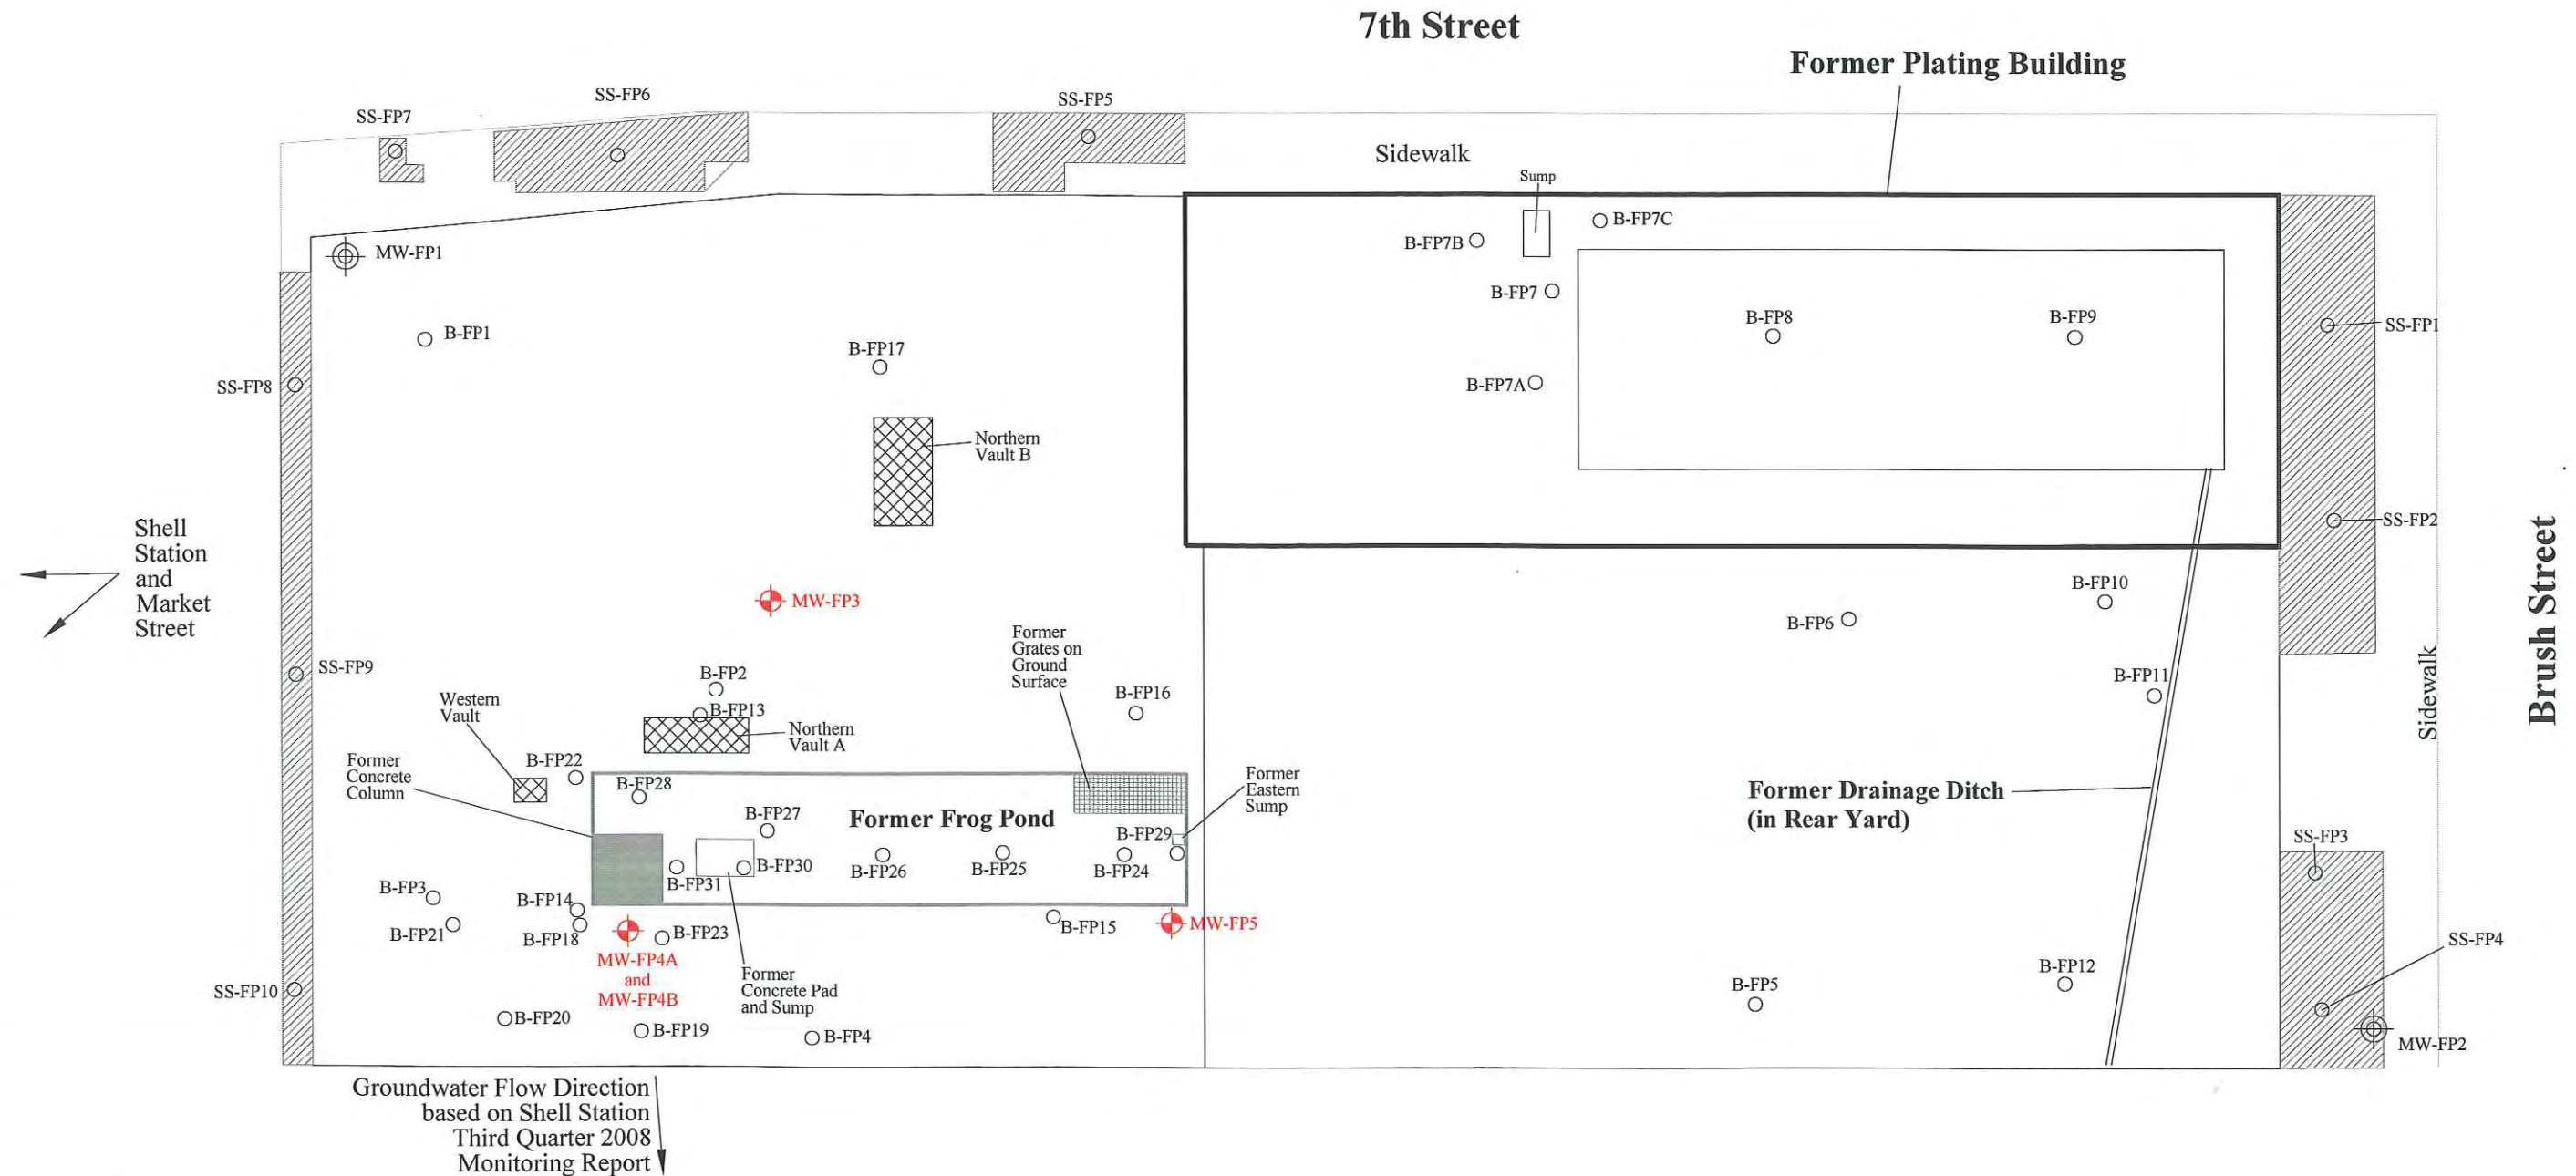 7th Street
Former Plating Building
SS-FP7
SS-FP6
SS-FP5
Sidewalk
Sump
B-FP7C
B-FP7B
MW-FP1
B-FP7
B-FP1
B-FP17
B-FP8
B-FP9
SS-FP1
SS-FP8
B-FP7A
Northern
Vault B
SS-FP2
Shell
Station
and
Market
Street
Brush Street
Sidewalk
MW-FP3
B-FP10
B-FP6
Former
Grates on
Ground
Surface
SS-FP9
B-FP2
B-FP16
B-FP11
Western
Vault
B-FP13
Northern
Vault A
Former
Concrete
Column
B-FP22
B-FP28
Former
Eastern
Sump
Former Drainage Ditch
(in Rear Yard)
B-FP27
Former Frog Pond
B-FP29
SS-FP3
B-FP30
B-FP26
B-FP25
B-FP24
B-FP31
B-FP3
B-FP14
B-FP21
B-FP18
B-FP23
B-FP15
MW-FP5
MW-FP4A
and
MW-FP4B
Former
Concrete Pad
and Sump
SS-FP4
B-FP12
B-FP5
SS-FP10
B-FP20
B-FP19
B-FP4
MW-FP2
Groundwater Flow Direction
based on Shell Station
Third Quarter 2008
Monitoring Report